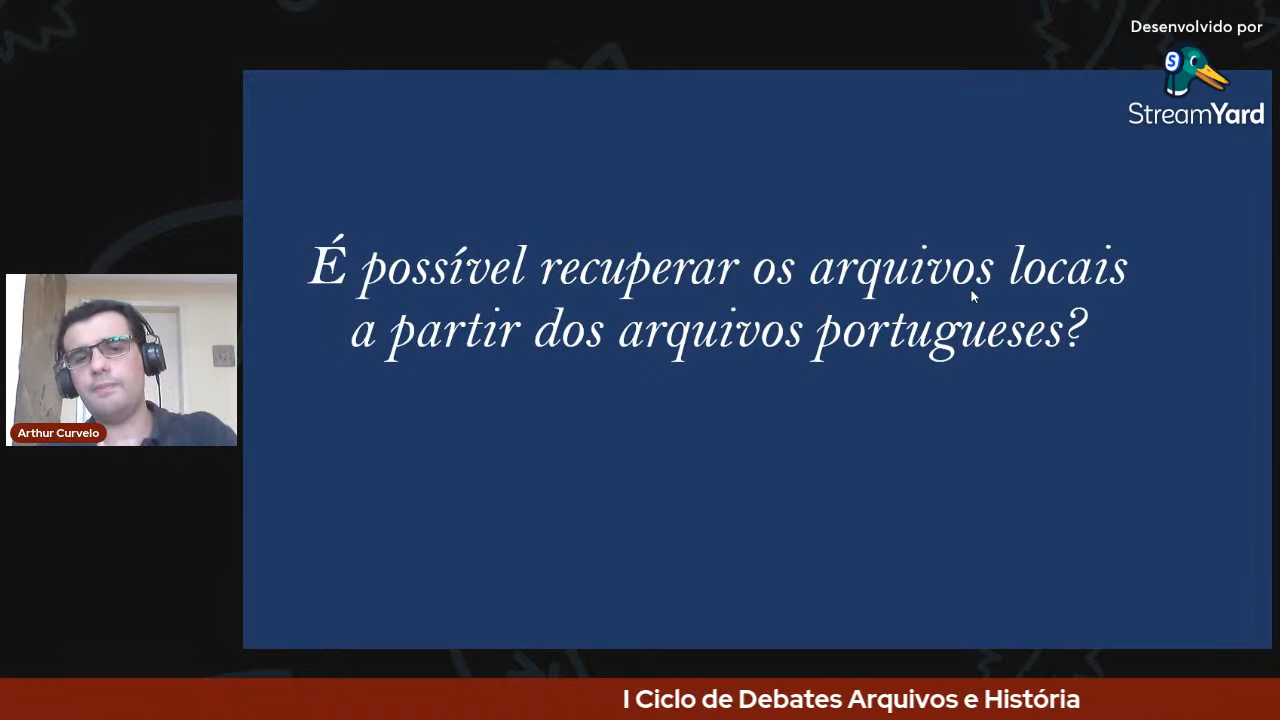 Desenvolvido por
StreamYard
É possível recuperar os arquivos locais
a partir dos arquivos portugueses?
Arthur Curvelo
I Ciclo de Debates Arquivos e História